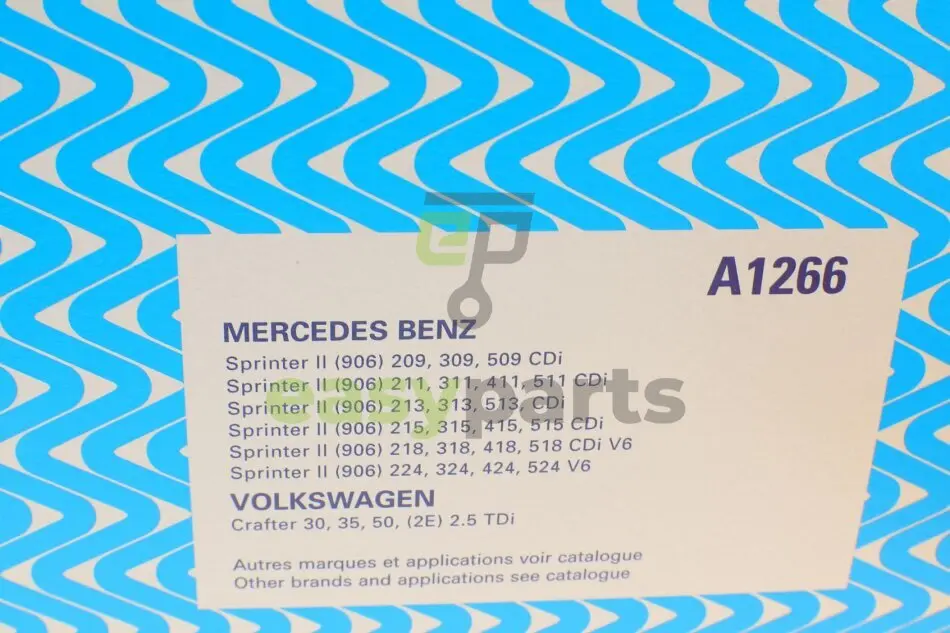 ep
A1266
MERCEDES BENZ
Sprinter II (906) 209, 309, 509 CDi
Sprinter II (906) 211, 311, 411, 511 CDi
Sprinter II (906) 213, 313, 513, CDi
Sprinter II (906) 215, 315, 415, 515 CDi
Sprinter II (906) 218, 318, 418, 518 CDi V6
Sprinter II (906) 224, 324, 424, 524 V6
easyparts
VOLKSWAGEN
Crafter 30, 35, 50, (2E) 2.5 TDi
Autres marques et applications voir catalogue
Other brands and applications see catalogue